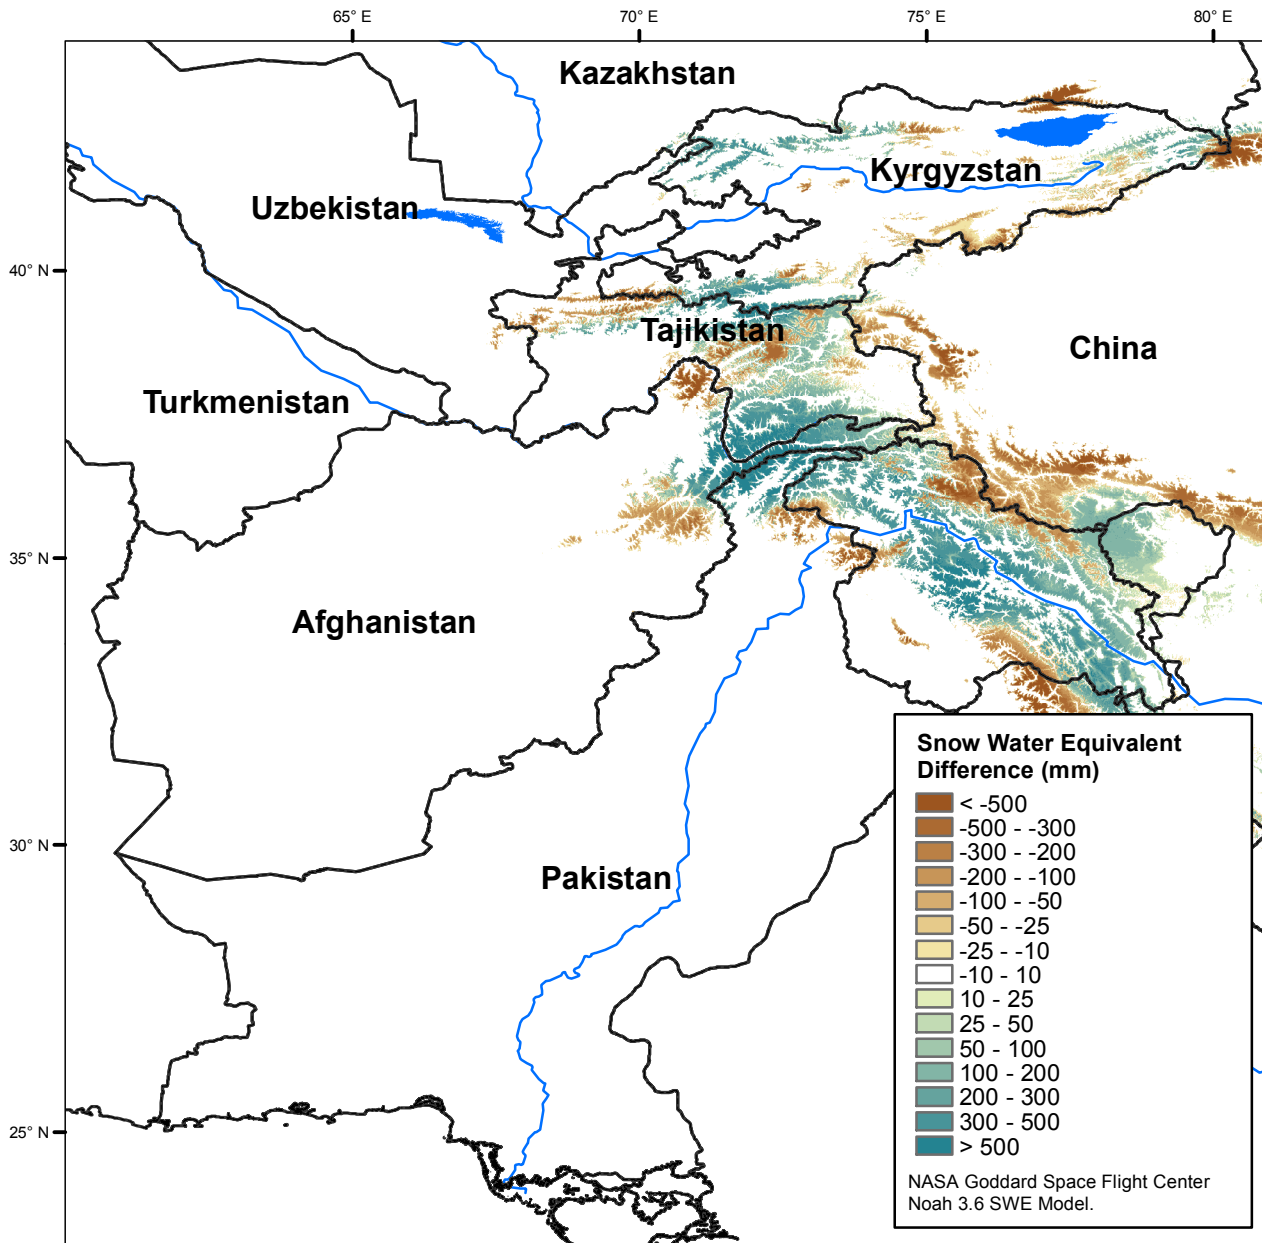 65° E
70° E
75° E
80° E
Kazakhstan
Kyrgyzstan
Uzbekistan
40° N
Tajikistan
China
Turkmenistan
35° N
Afghanistan
30° N
Pakistan
25° N
Snow Water Equivalent
Difference (mm)
< -500
-500 - -300
-300 - -200
-200 - -100
-100 - -50
-50 - -25
-25 - -10
-10 - 10
10 - 25
25 - 50
50 - 100
100 - 200
200 - 300
300 - 500
> 500
NASA Goddard Space Flight Center
Noah 3.6 SWE Model.